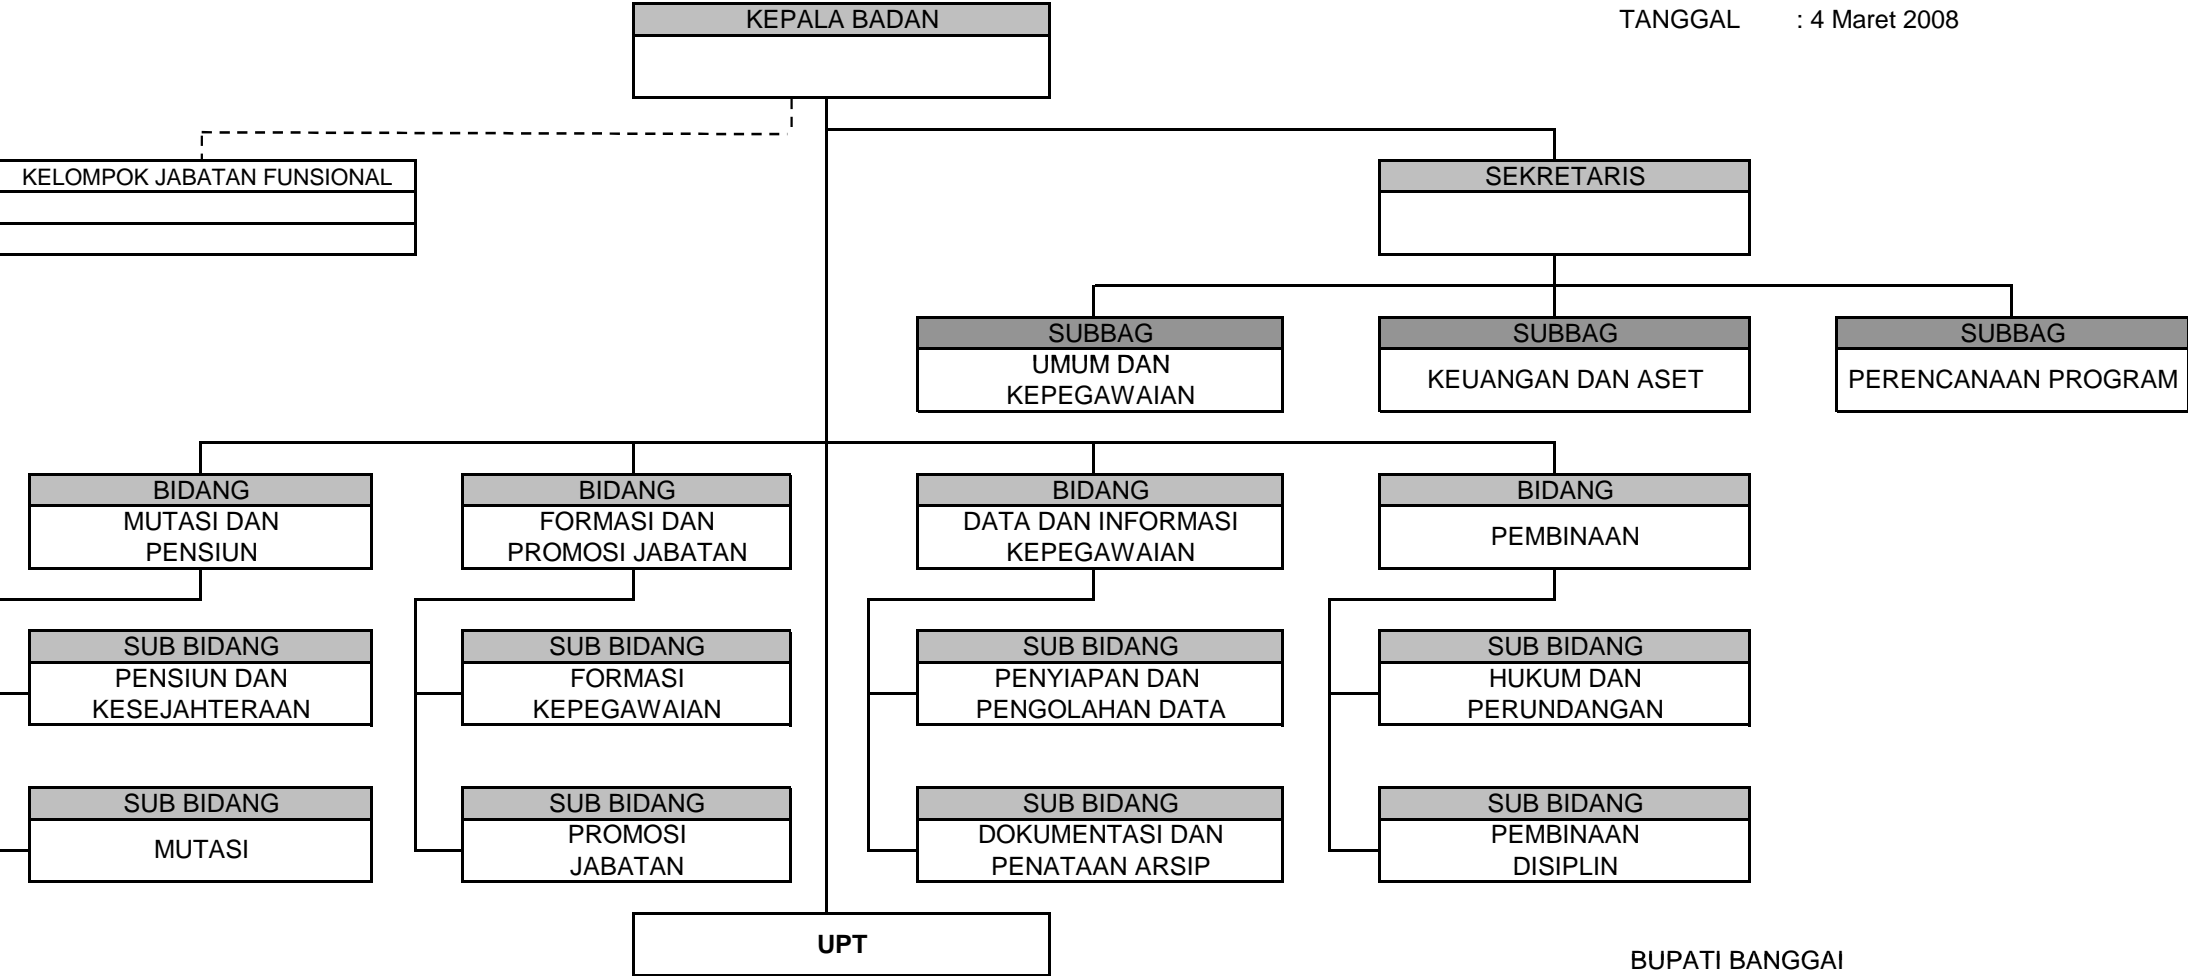 KEPALA BADAN
TANGGAL : 4 Maret 2008
KELOMPOK JABATAN FUNSIONAL
SEKRETARIS
SUBBAG
UMUM DAN
KEPEGAWAIAN
SUBBAG
KEUANGAN DAN ASET
SUBBAG
PERENCANAAN PROGRAM
BIDANG
MUTASI DAN
PENSIUN
BIDANG
FORMASI DAN
PROMOSI JABATAN
BIDANG
DATA DAN INFORMASI
KEPEGAWAIAN
BIDANG
PEMBINAAN
SUB BIDANG
PENSIUN DAN
KESEJAHTERAAN
SUB BIDANG
FORMASI
KEPEGAWAIAN
SUB BIDANG
PENYIAPAN DAN
PENGOLAHAN DATA
SUB BIDANG
HUKUM DAN
PERUNDANGAN
SUB BIDANG
MUTASI
SUB BIDANG
PROMOSI
JABATAN
SUB BIDANG
DOKUMENTASI DAN
PENATAAN ARSIP
SUB BIDANG
PEMBINAAN
DISIPLIN
UPT
BUPATI BANGGAI